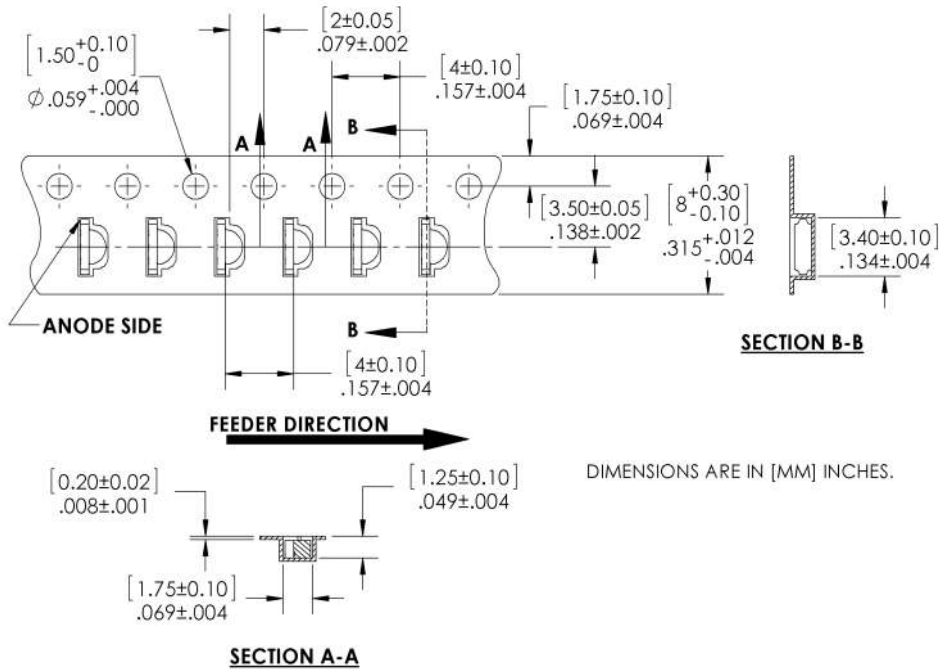 [2±0.05]
.079±.002
[1.50+0.10-0]
Ø.059+.004-.000
[4±0.10]
.157±.004
[1.75±0.10]
.069±.004
B
A
A
[3.50±0.05]
.138±.002
[8+0.30-0.10]
.315+.012-.004
[3.40±0.10]
.134±.004
ANODE SIDE
B
SECTION B-B
[4±0.10]
.157±.004
FEEDER DIRECTION
[0.20±0.02]
.008±.001
[1.25±0.10]
.049±.004
DIMENSIONS ARE IN [MM] INCHES.
[1.75±0.10]
.069±.004
SECTION A-A